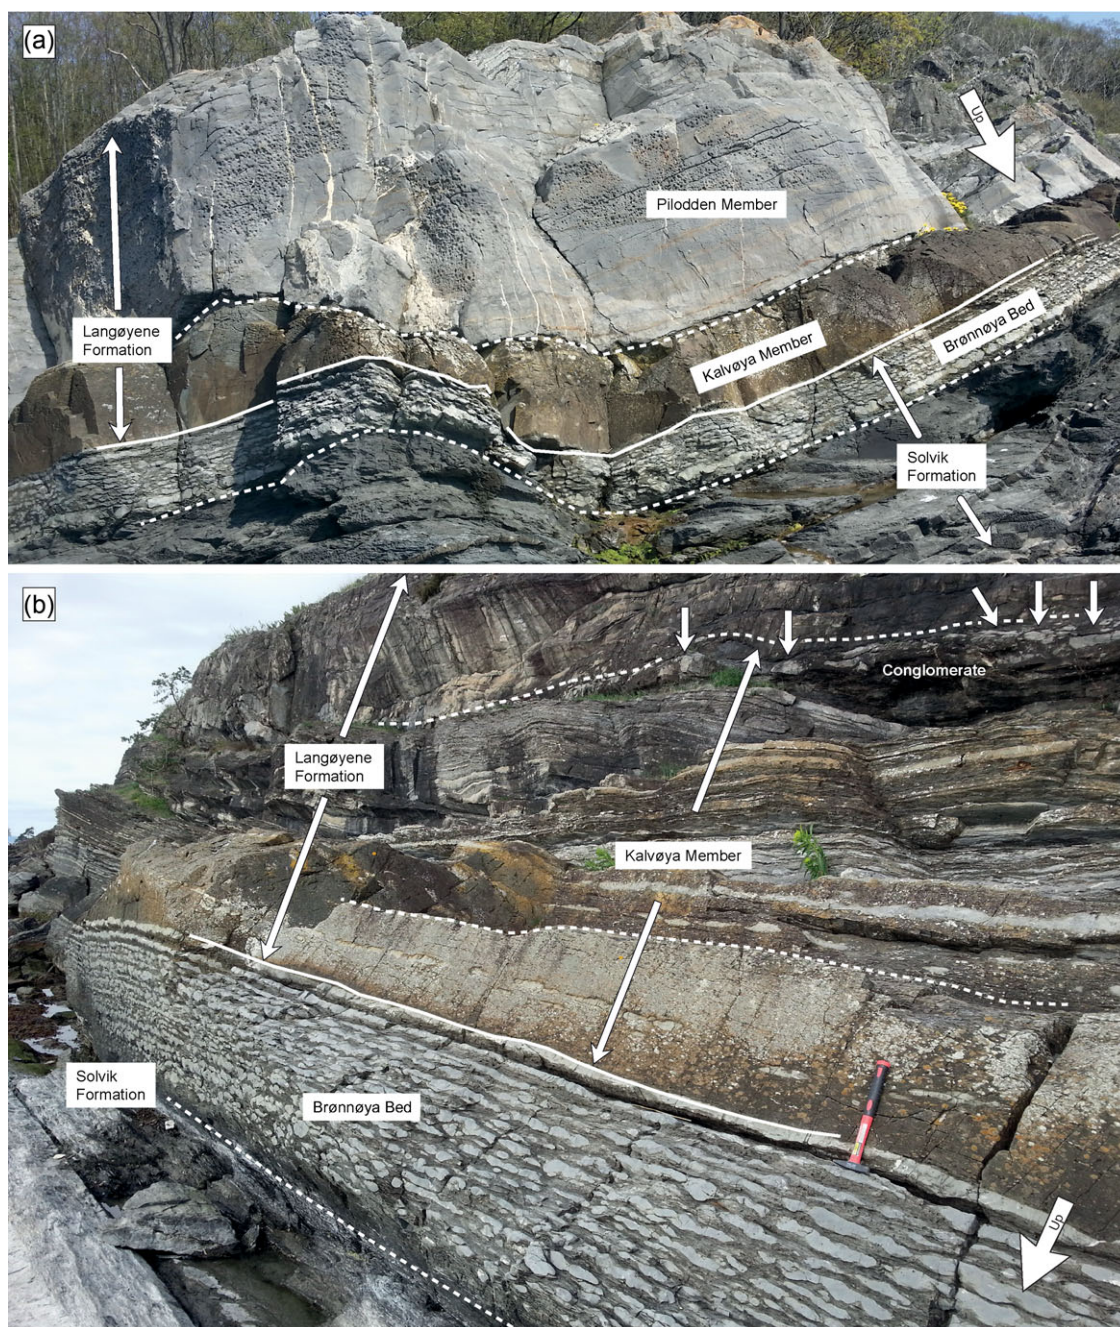 (a)
Up
Pilodden Member
Langøyene
Formation
Kalvøya Member
Brønnøya Bed
Solvik
Formation
(b)
Conglomerate
Langøyene
Formation
Kalvøya Member
Solvik
Formation
Brønnøya Bed
Up